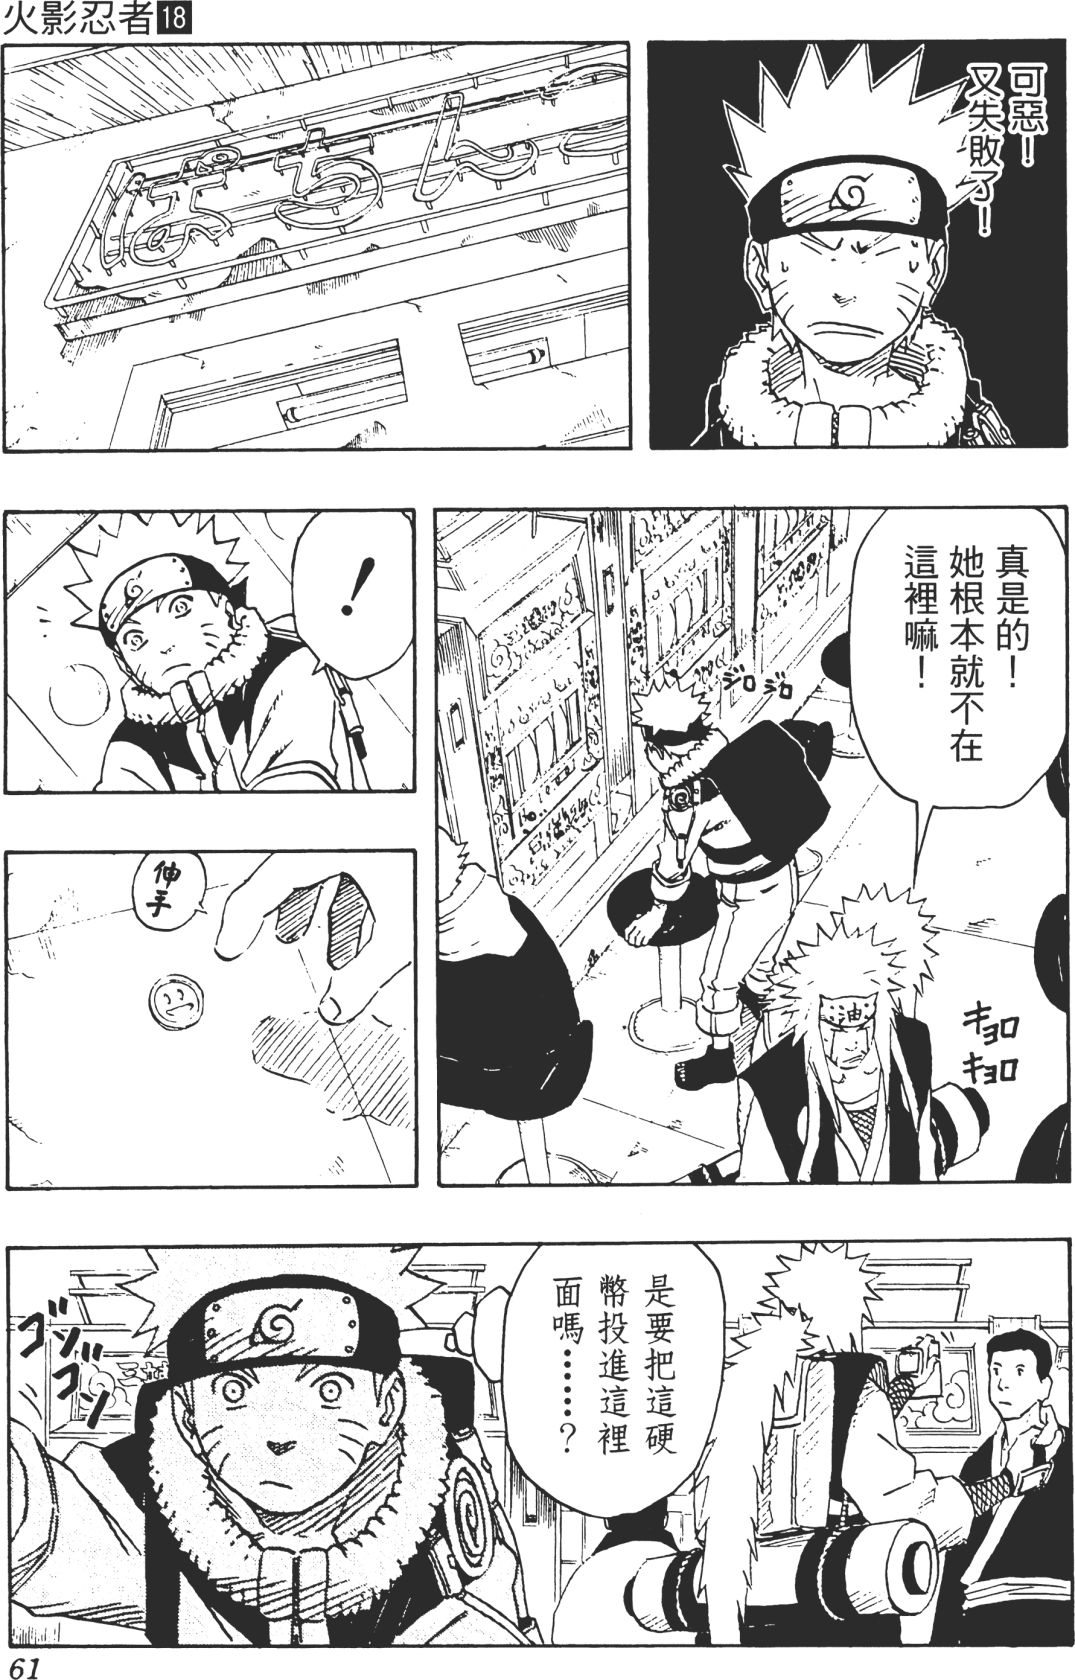 火影忍者18
可惡！
又失敗了！
ぱちんこ
真是的！
她根本就不在
這裡嘛！
ジロ ジロ
油
キョロ
キョロ
！
伸手
是要把這硬
幣投進這裡
面嗎……？
ゴソ
ゴソ
61